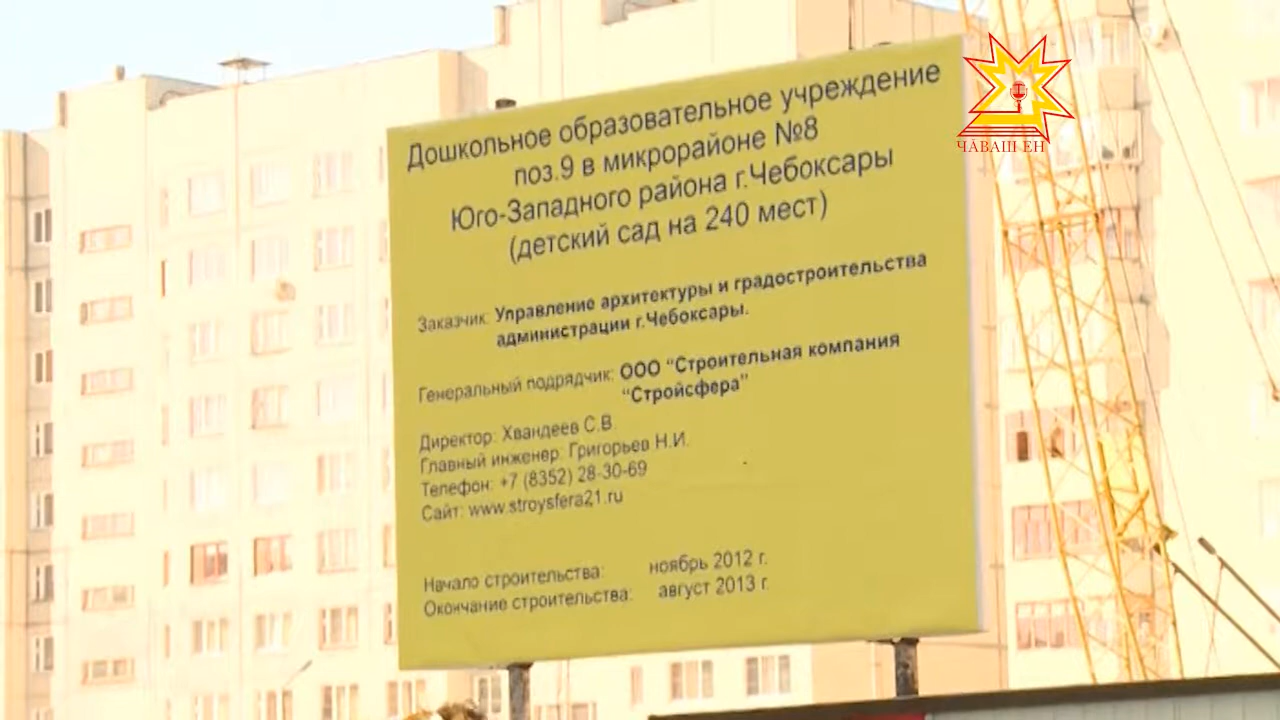 Дошкольное образовательное учреждение
поз.9 в микрорайоне №8
Юго-Западного района г.Чебоксары
(детский сад на 240 мест)
Заказчик: Управление архитектуры и градостроительства
администрации г.Чебоксары.
Генеральный подрядчик: ООО “Строительная компания
“Стройсфера”
Директор: Хвандеев С.В.
Главный инженер: Григорьев Н.И.
Телефон: +7 (8352) 28-30-69
Сайт: www.stroysfera21.ru
Начало строительства: ноябрь 2012 г.
Окончание строительства: август 2013 г.
ЧӐВАШ ЕН